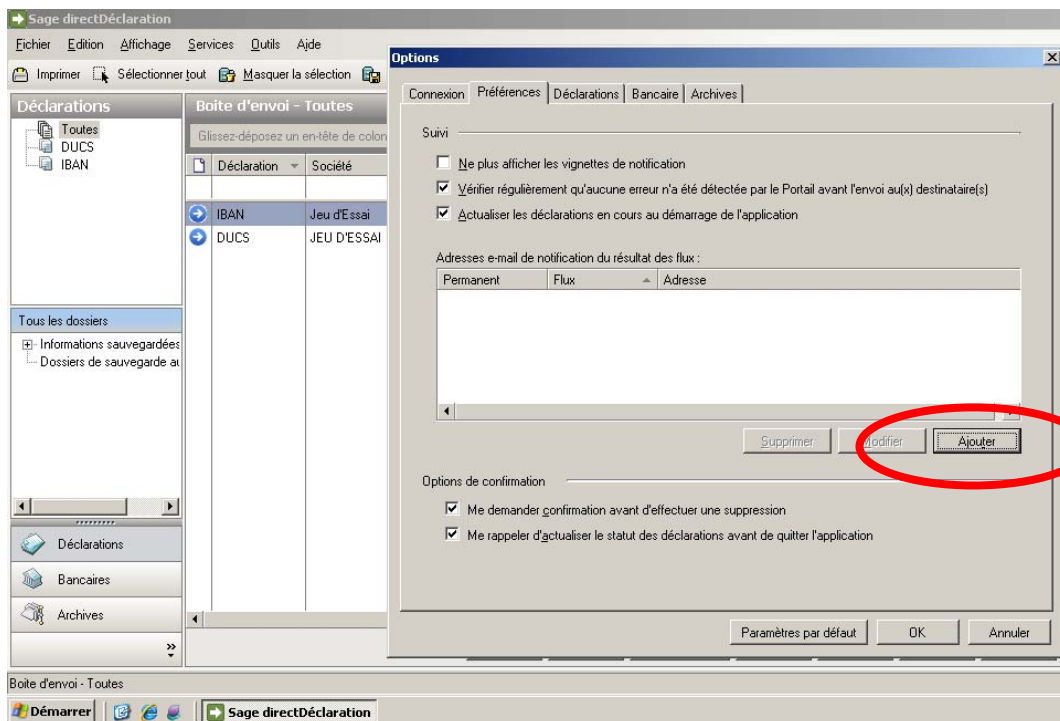 Sage directDéclaration
Fichier Edition Affichage Services Outils Aide
Imprimer Sélectionner tout Masquer la sélection
Déclarations
Toutes
DUCS
IBAN
Boîte d'envoi - Toutes
Glissez-déposez un en-tête de colon
Déclaration Société
IBAN Jeu d'Essai
DUCS JEU D'ESSAI
Tous les dossiers
Informations sauvegardées
Dossiers de sauvegarde au
Déclarations
Bancaires
Archives
Options
Connexion Préférences Déclarations Bancaire Archives
Suivi
Ne plus afficher les vignettes de notification
Vérifier régulièrement qu'aucune erreur n'a été détectée par le Portail avant l'envoi au(x) destinataire(s)
Actualiser les déclarations en cours au démarrage de l'application
Adresses e-mail de notification du résultat des flux :
Permanent Flux Adresse
Supprimer Modifier Ajouter
Options de confirmation
Me demander confirmation avant d'effectuer une suppression
Me rappeler d'actualiser le statut des déclarations avant de quitter l'application
Paramètres par défaut OK Annuler
Boite d'envoi - Toutes
Démarrer Sage directDéclaration